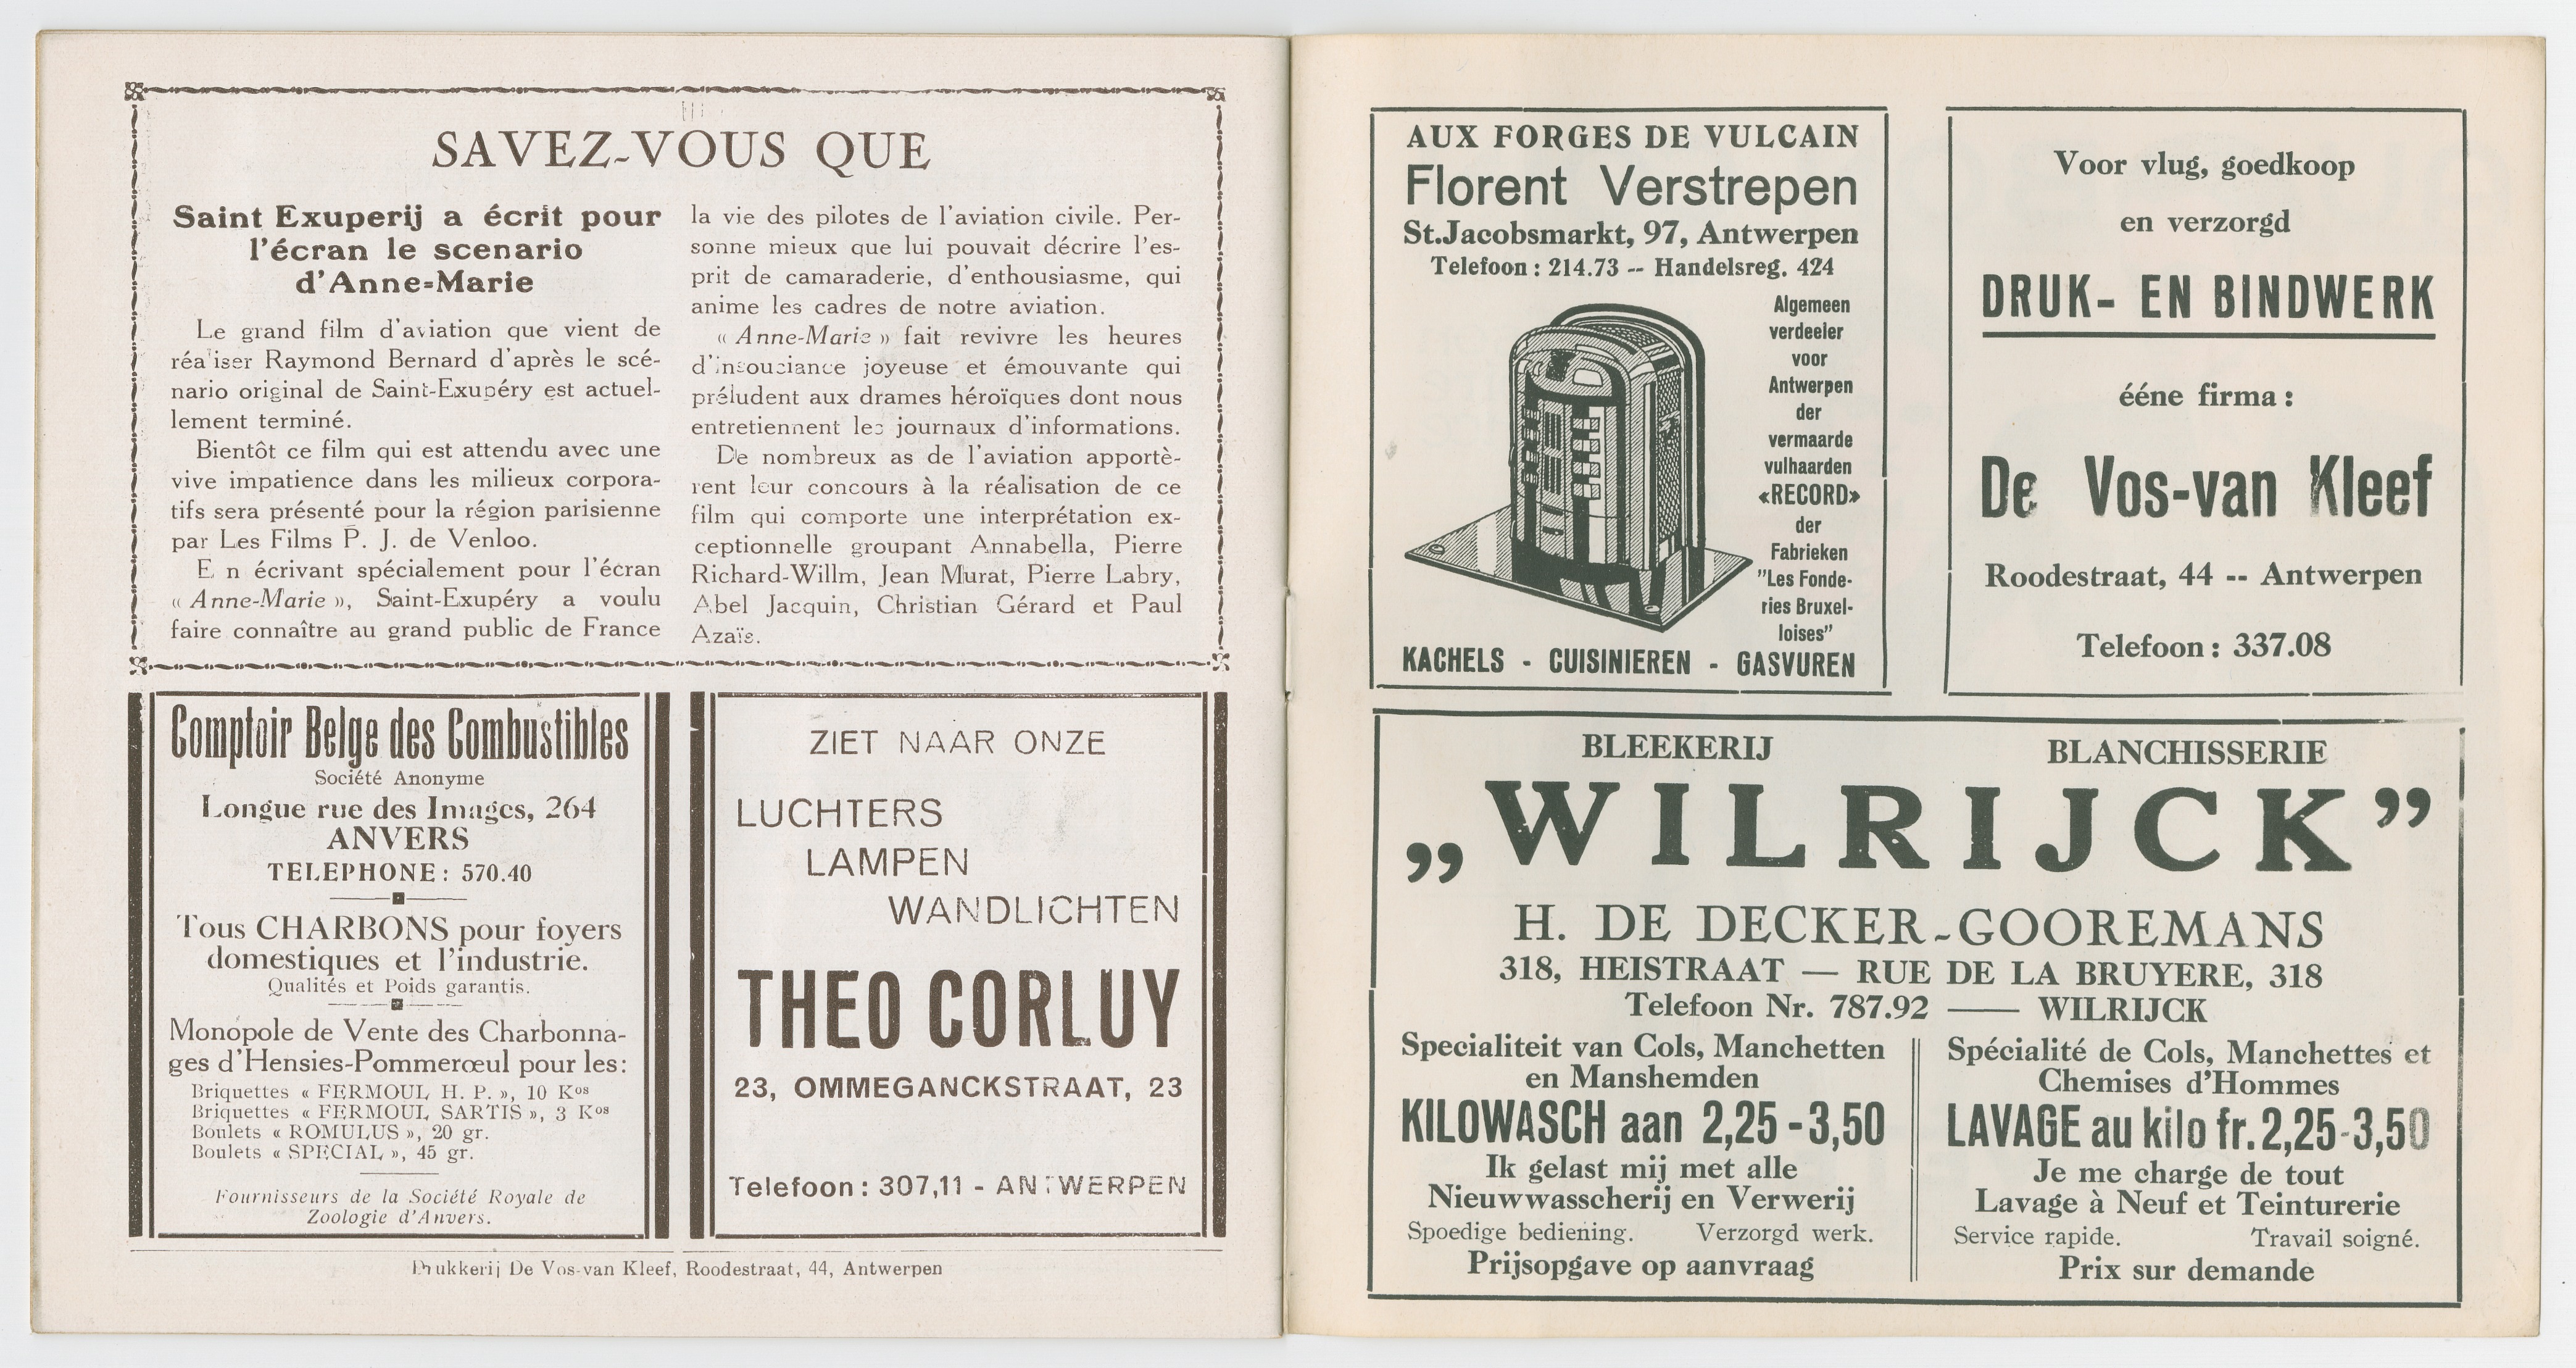 SAVEZ-VOUS QUE
Saint Exuperij a écrit pour
l'écran le scenario
d'Anne-Marie
Le grand film d'aviation que vient de
réaliser Raymond Bernard d'après le scé-
nario original de Saint-Exupéry est actuel-
lement terminé.
Bientôt ce film qui est attendu avec une
vive impatience dans les milieux corpora-
tifs sera présenté pour la région parisienne
par Les Films P. J. de Venloo.
E n écrivant spécialement pour l'écran
« Anne-Marie », Saint-Exupéry a voulu
faire connaître au grand public de France
la vie des pilotes de l'aviation civile. Per-
sonne mieux que lui pouvait décrire l'es-
prit de camaraderie, d'enthousiasme, qui
anime les cadres de notre aviation.
« Anne-Marie » fait revivre les heures
d'insouciance joyeuse et émouvante qui
préludent aux drames héroïques dont nous
entretiennent les journaux d'informations.
De nombreux as de l'aviation apportè-
rent leur concours à la réalisation de ce
film qui comporte une interprétation ex-
ceptionnelle groupant Annabella, Pierre
Richard-Willm, Jean Murat, Pierre Labry,
Abel Jacquin, Christian Gérard et Paul
Azaïs.
Comptoir Belge des Combustibles
Société Anonyme
Longue rue des Images, 264
ANVERS
TELEPHONE: 570.40
Tous CHARBONS pour foyers
domestiques et l'industrie.
Qualités et Poids garantis.
Monopole de Vente des Charbonna-
ges d'Hensies-Pommerœul pour les:
Briquettes « FERMOUL H. P. », 10 Kos
Briquettes « FERMOUL SARTIS », 3 Kos
Boulets « ROMULUS », 20 gr.
Boulets « SPECIAL », 45 gr.
Fournisseurs de la Société Royale de
Zoologie d'Anvers.
ZIET NAAR ONZE
LUCHTERS
LAMPEN
WANDLICHTEN
THEO CORLUY
23, OMMEGANCKSTRAAT, 23
Telefoon: 307,11 - ANTWERPEN
Drukkerij De Vos-van Kleef, Roodestraat, 44, Antwerpen
AUX FORGES DE VULCAIN
Florent Verstrepen
St.Jacobsmarkt, 97, Antwerpen
Telefoon: 214.73 -- Handelsreg. 424
Algemeen
verdeeler
voor
Antwerpen
der
vermaarde
vulhaarden
«RECORD»
der
Fabrieken
"Les Fonde-
ries Bruxel-
loises"
KACHELS - CUISINIEREN - GASVUREN
Voor vlug, goedkoop
en verzorgd
DRUK- EN BINDWERK
ééne firma:
De Vos-van Kleef
Roodestraat, 44 -- Antwerpen
Telefoon: 337.08
BLEEKERIJ BLANCHISSERIE
„WILRIJCK”
H. DE DECKER-GOOREMANS
318, HEISTRAAT — RUE DE LA BRUYERE, 318
Telefoon Nr. 787.92 —— WILRIJCK
Specialiteit van Cols, Manchetten
en Manshemden
KILOWASCH aan 2,25-3,50
Ik gelast mij met alle
Nieuwwasscherij en Verwerij
Spoedige bediening. Verzorgd werk.
Prijsopgave op aanvraag
Spécialité de Cols, Manchettes et
Chemises d'Hommes
LAVAGE au kilo fr. 2,25-3,50
Je me charge de tout
Lavage à Neuf et Teinturerie
Service rapide. Travail soigné.
Prix sur demande